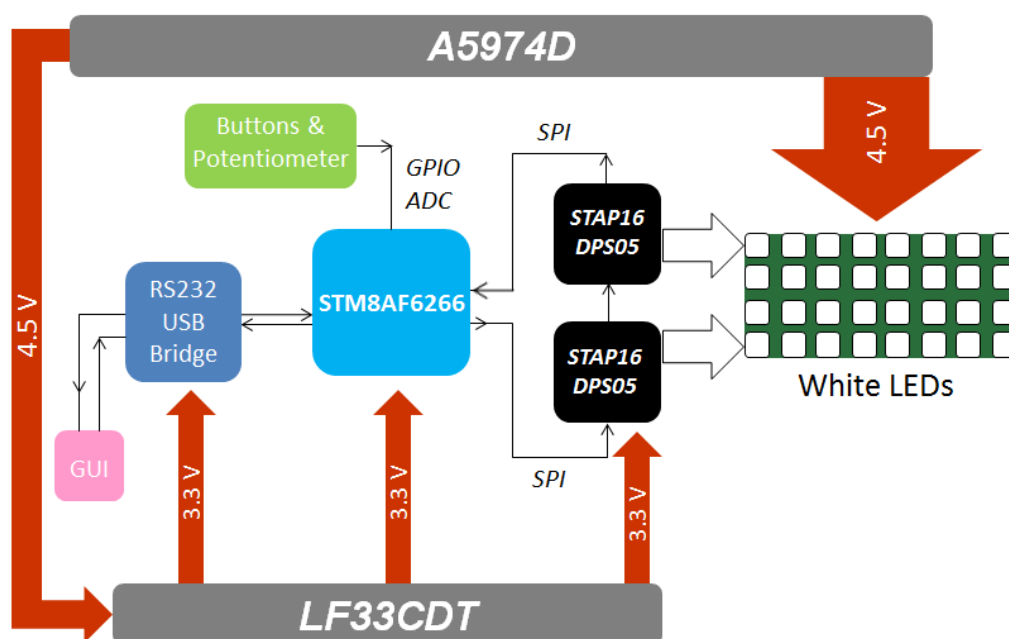 A5974D
4.5 V
4.5 V
Buttons &
Potentiometer
GPIO
ADC
SPI
STAP16
DPS05
RS232
USB
Bridge
STM8AF6266
STAP16
DPS05
White LEDs
GUI
SPI
3.3 V
3.3 V
3.3 V
LF33CDT